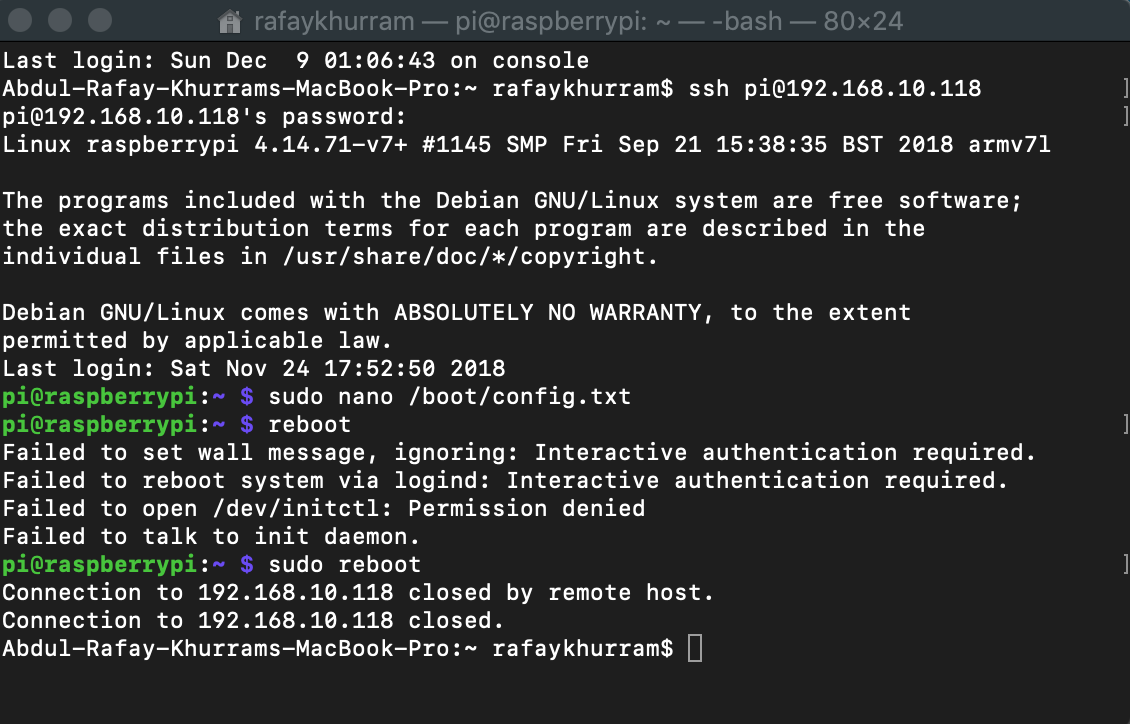 rafaykhurram — pi@raspberrypi: ~ — -bash — 80×24
Last login: Sun Dec  9 01:06:43 on console
Abdul-Rafay-Khurrams-MacBook-Pro:~ rafaykhurram$ ssh pi@192.168.10.118
pi@192.168.10.118's password:
Linux raspberrypi 4.14.71-v7+ #1145 SMP Fri Sep 21 15:38:35 BST 2018 armv7l
The programs included with the Debian GNU/Linux system are free software;
the exact distribution terms for each program are described in the
individual files in /usr/share/doc/*/copyright.
Debian GNU/Linux comes with ABSOLUTELY NO WARRANTY, to the extent
permitted by applicable law.
Last login: Sat Nov 24 17:52:50 2018
pi@raspberrypi:~ $ sudo nano /boot/config.txt
pi@raspberrypi:~ $ reboot
Failed to set wall message, ignoring: Interactive authentication required.
Failed to reboot system via logind: Interactive authentication required.
Failed to open /dev/initctl: Permission denied
Failed to talk to init daemon.
pi@raspberrypi:~ $ sudo reboot
Connection to 192.168.10.118 closed by remote host.
Connection to 192.168.10.118 closed.
Abdul-Rafay-Khurrams-MacBook-Pro:~ rafaykhurram$